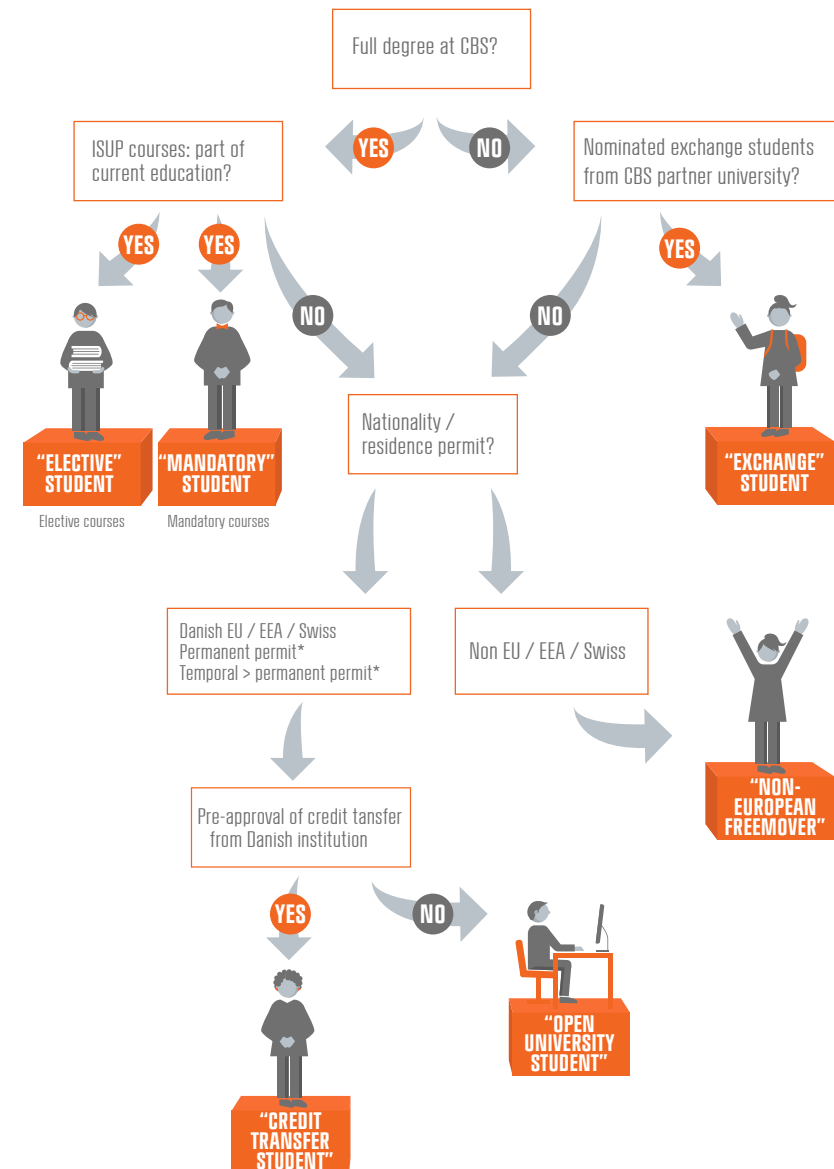 Full degree at CBS?
ISUP courses: part of
current education?
YES
NO
Nominated exchange students
from CBS partner university?
YES
YES
NO
NO
YES
"ELECTIVE"
STUDENT
Elective courses
"MANDATORY"
STUDENT
Mandatory courses
Nationality /
residence permit?
"EXCHANGE"
STUDENT
Danish EU / EEA / Swiss
Permanent permit*
Temporal > permanent permit*
Non EU / EEA / Swiss
"NON-
EUROPEAN
FREEMOVER"
Pre-approval of credit tansfer
from Danish institution
YES
NO
"OPEN
UNIVERSITY
STUDENT"
"CREDIT
TRANSFER
STUDENT"